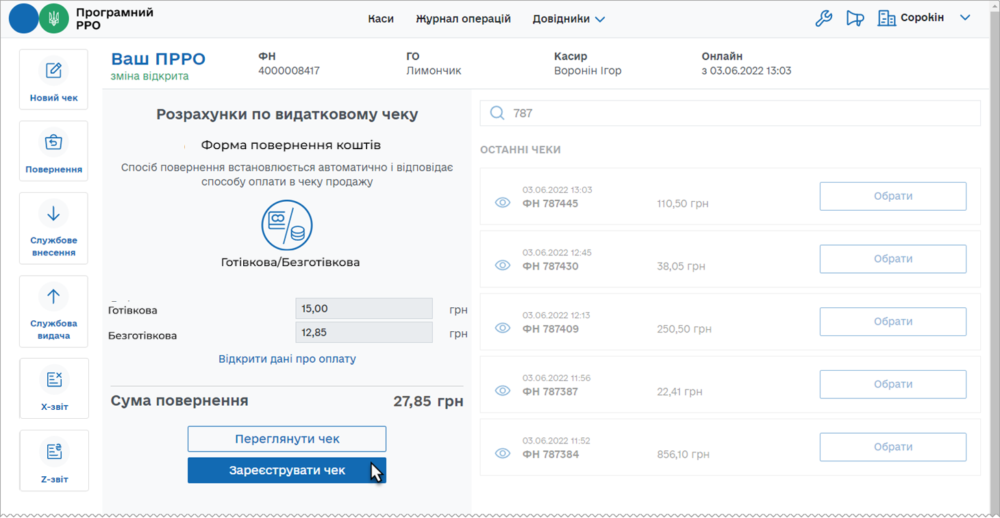 Програмний
РРО
Каси
Журнал операцій
Довідники
Сорокін
Новий чек
Повернення
Службове
внесення
Службова
видача
X-звіт
Z-звіт
Ваш ПРРО
зміна відкрита
ФН
4000008417
ГО
Лимончик
Касир
Воронін Ігор
Онлайн
з 03.06.2022 13:03
Розрахунки по видатковому чеку
Форма повернення коштів
Спосіб повернення встановлюється автоматично і відповідає
способу оплати в чеку продажу
Готівкова/Безготівкова
Готівкова 15,00 грн
Безготівкова 12,85 грн
Відкрити дані про оплату
Сума повернення 27,85 грн
Переглянути чек
Зареєструвати чек
787
ОСТАННІ ЧЕКИ
03.06.2022 13:03
ФН 787445 110,50 грн Обрати
03.06.2022 12:45
ФН 787430 38,05 грн Обрати
03.06.2022 12:13
ФН 787409 250,50 грн Обрати
03.06.2022 11:56
ФН 787387 22,41 грн Обрати
03.06.2022 11:52
ФН 787384 856,10 грн Обрати